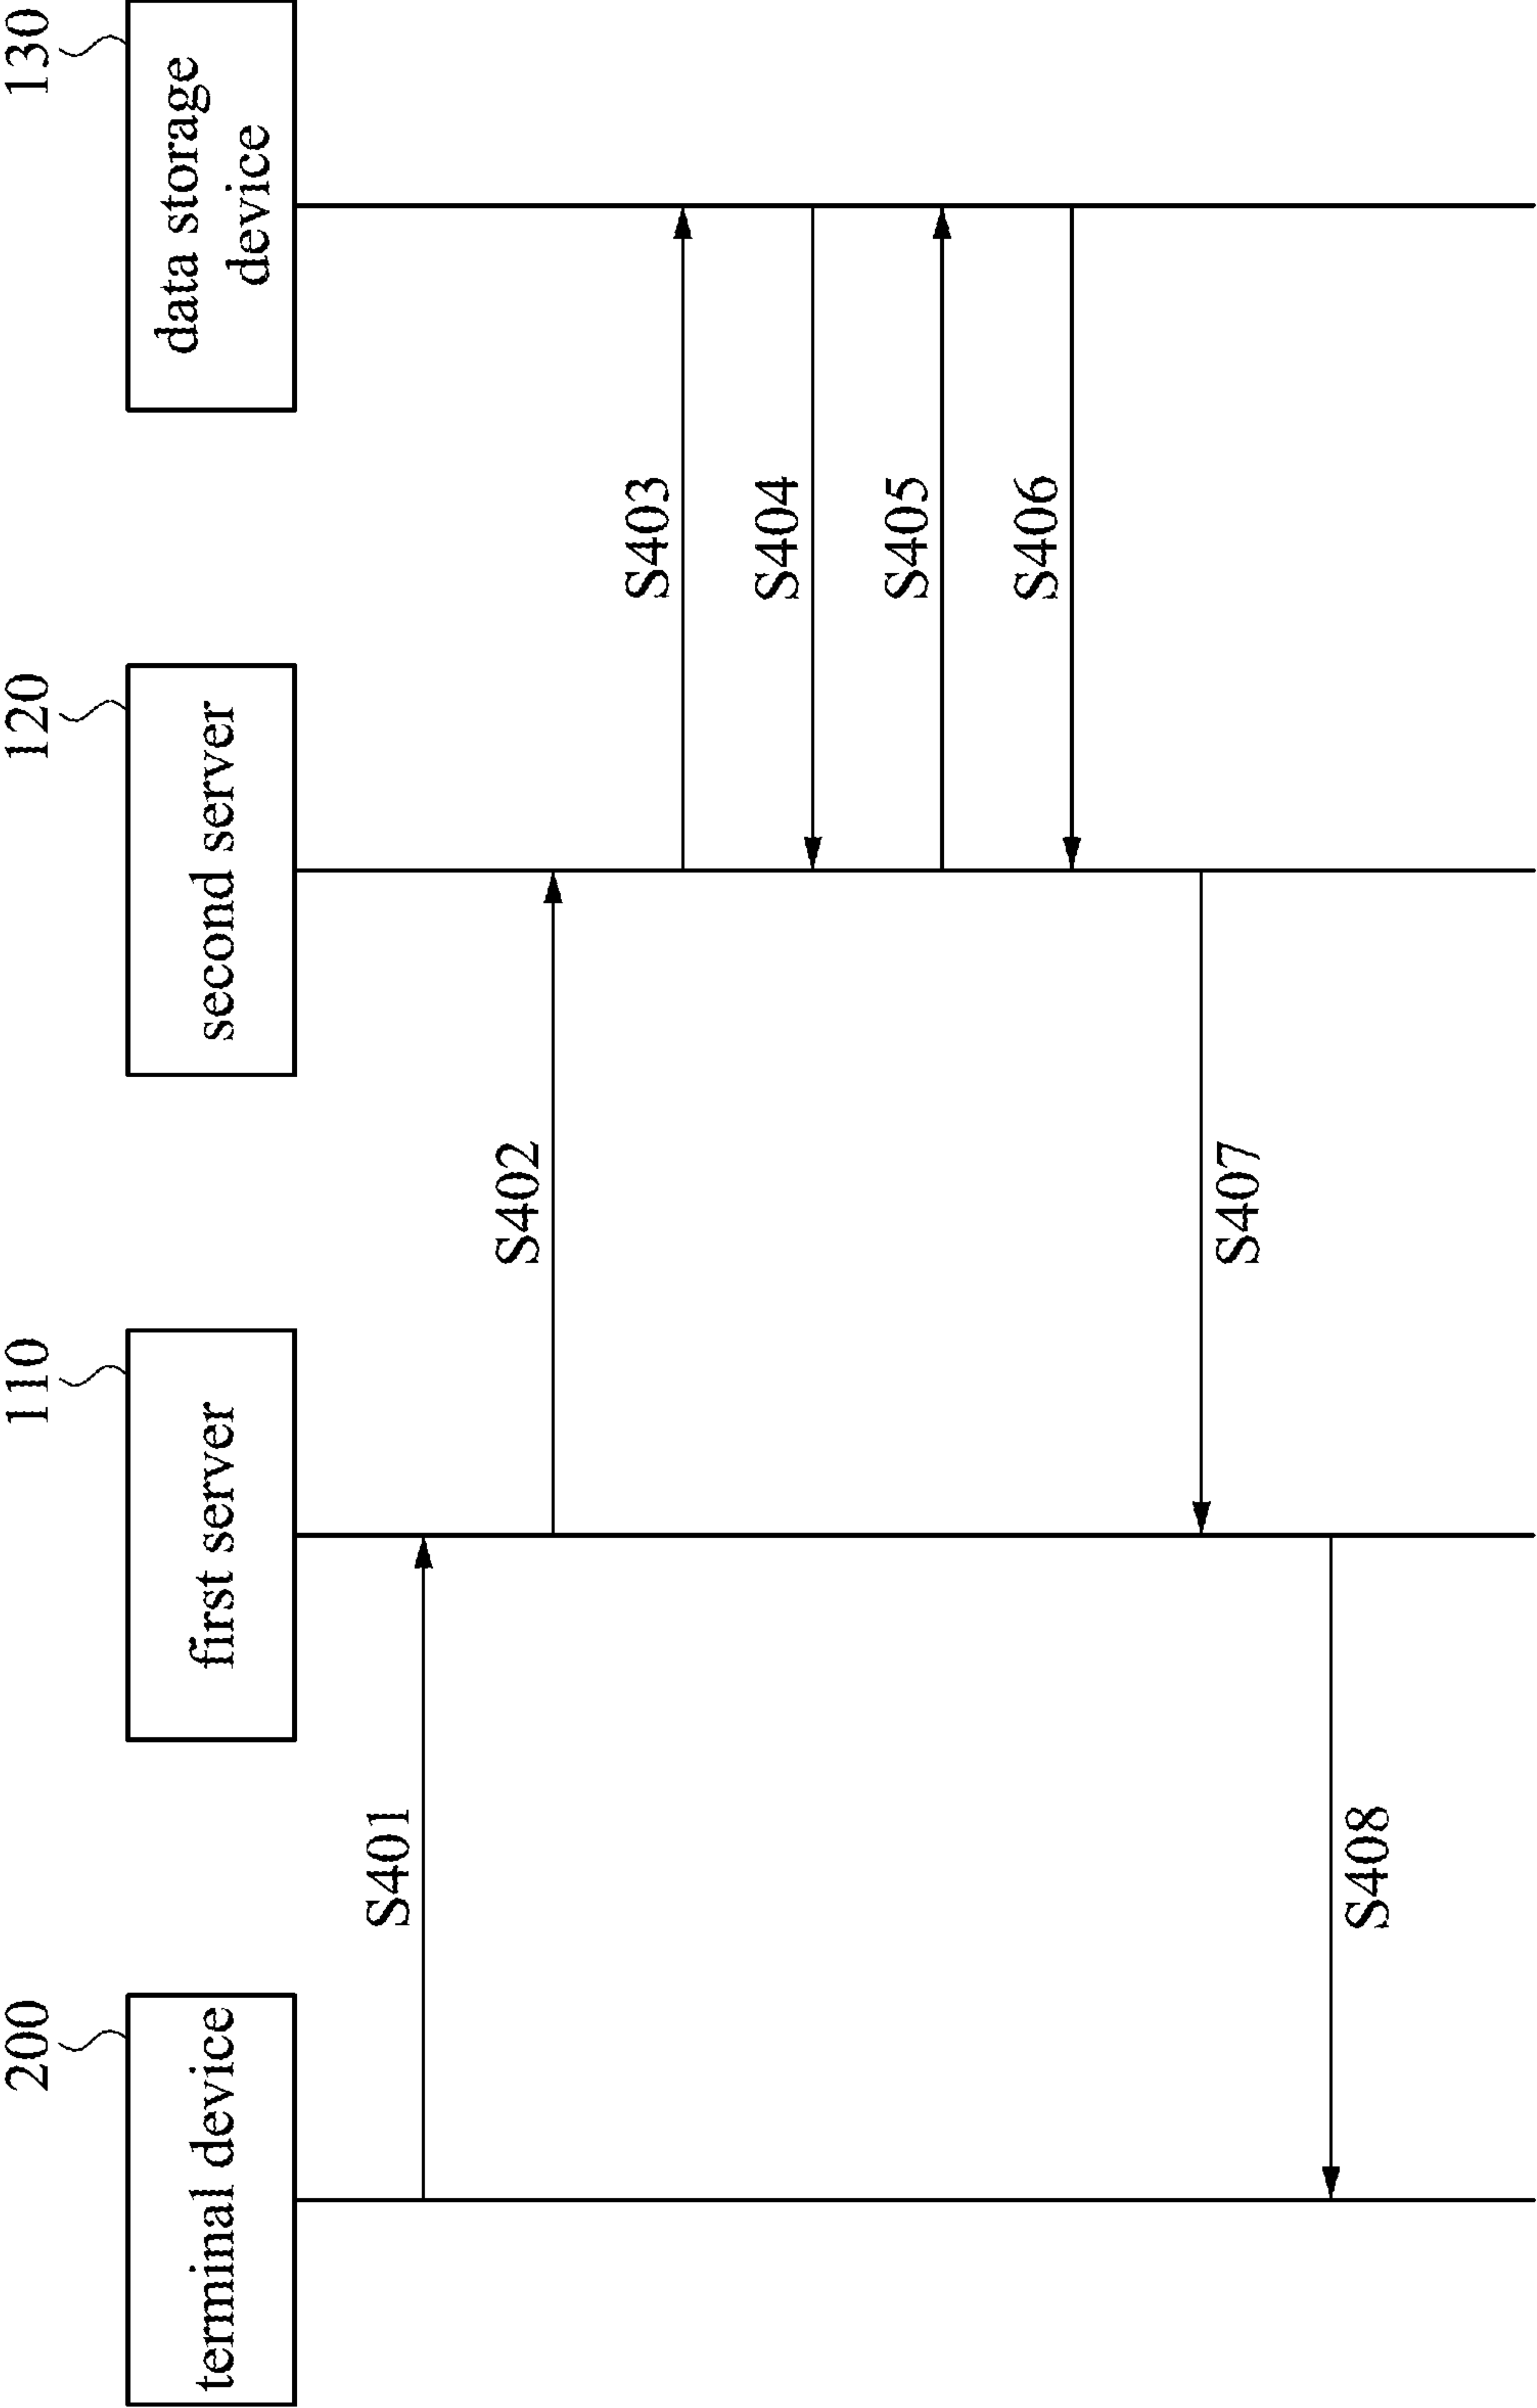 200
110
120
130
terminal device
first server
second server
data storage
device
S401
S402
S403
S404
S405
S406
S407
S408